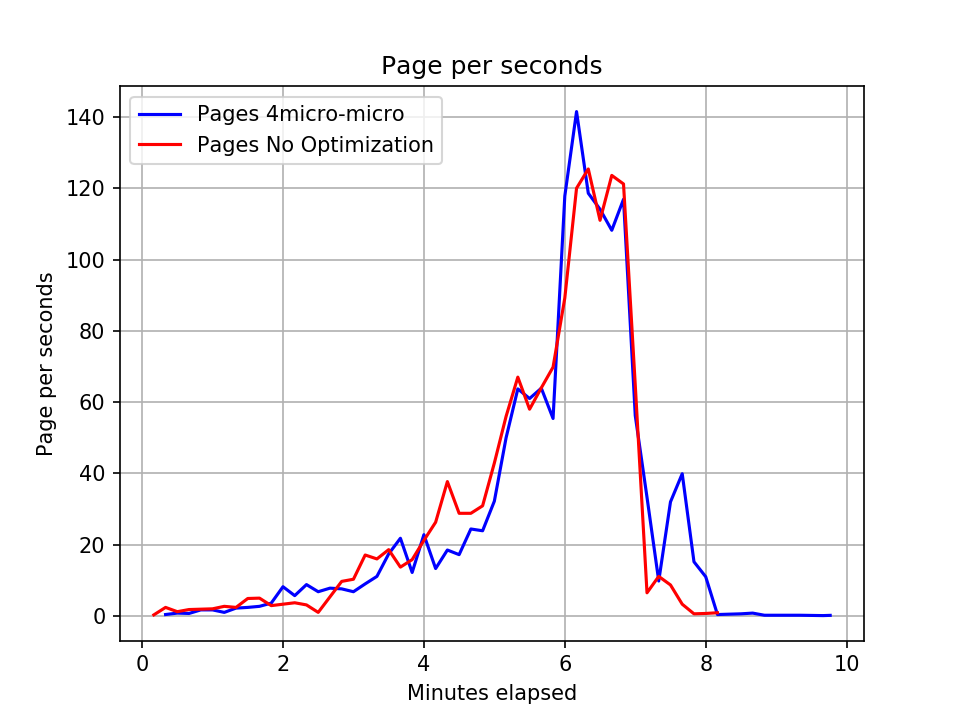 Page per seconds
Pages 4micro-micro
Pages No Optimization
140
120
100
80
60
40
20
0
Page per seconds
0 2 4 6 8 10
Minutes elapsed